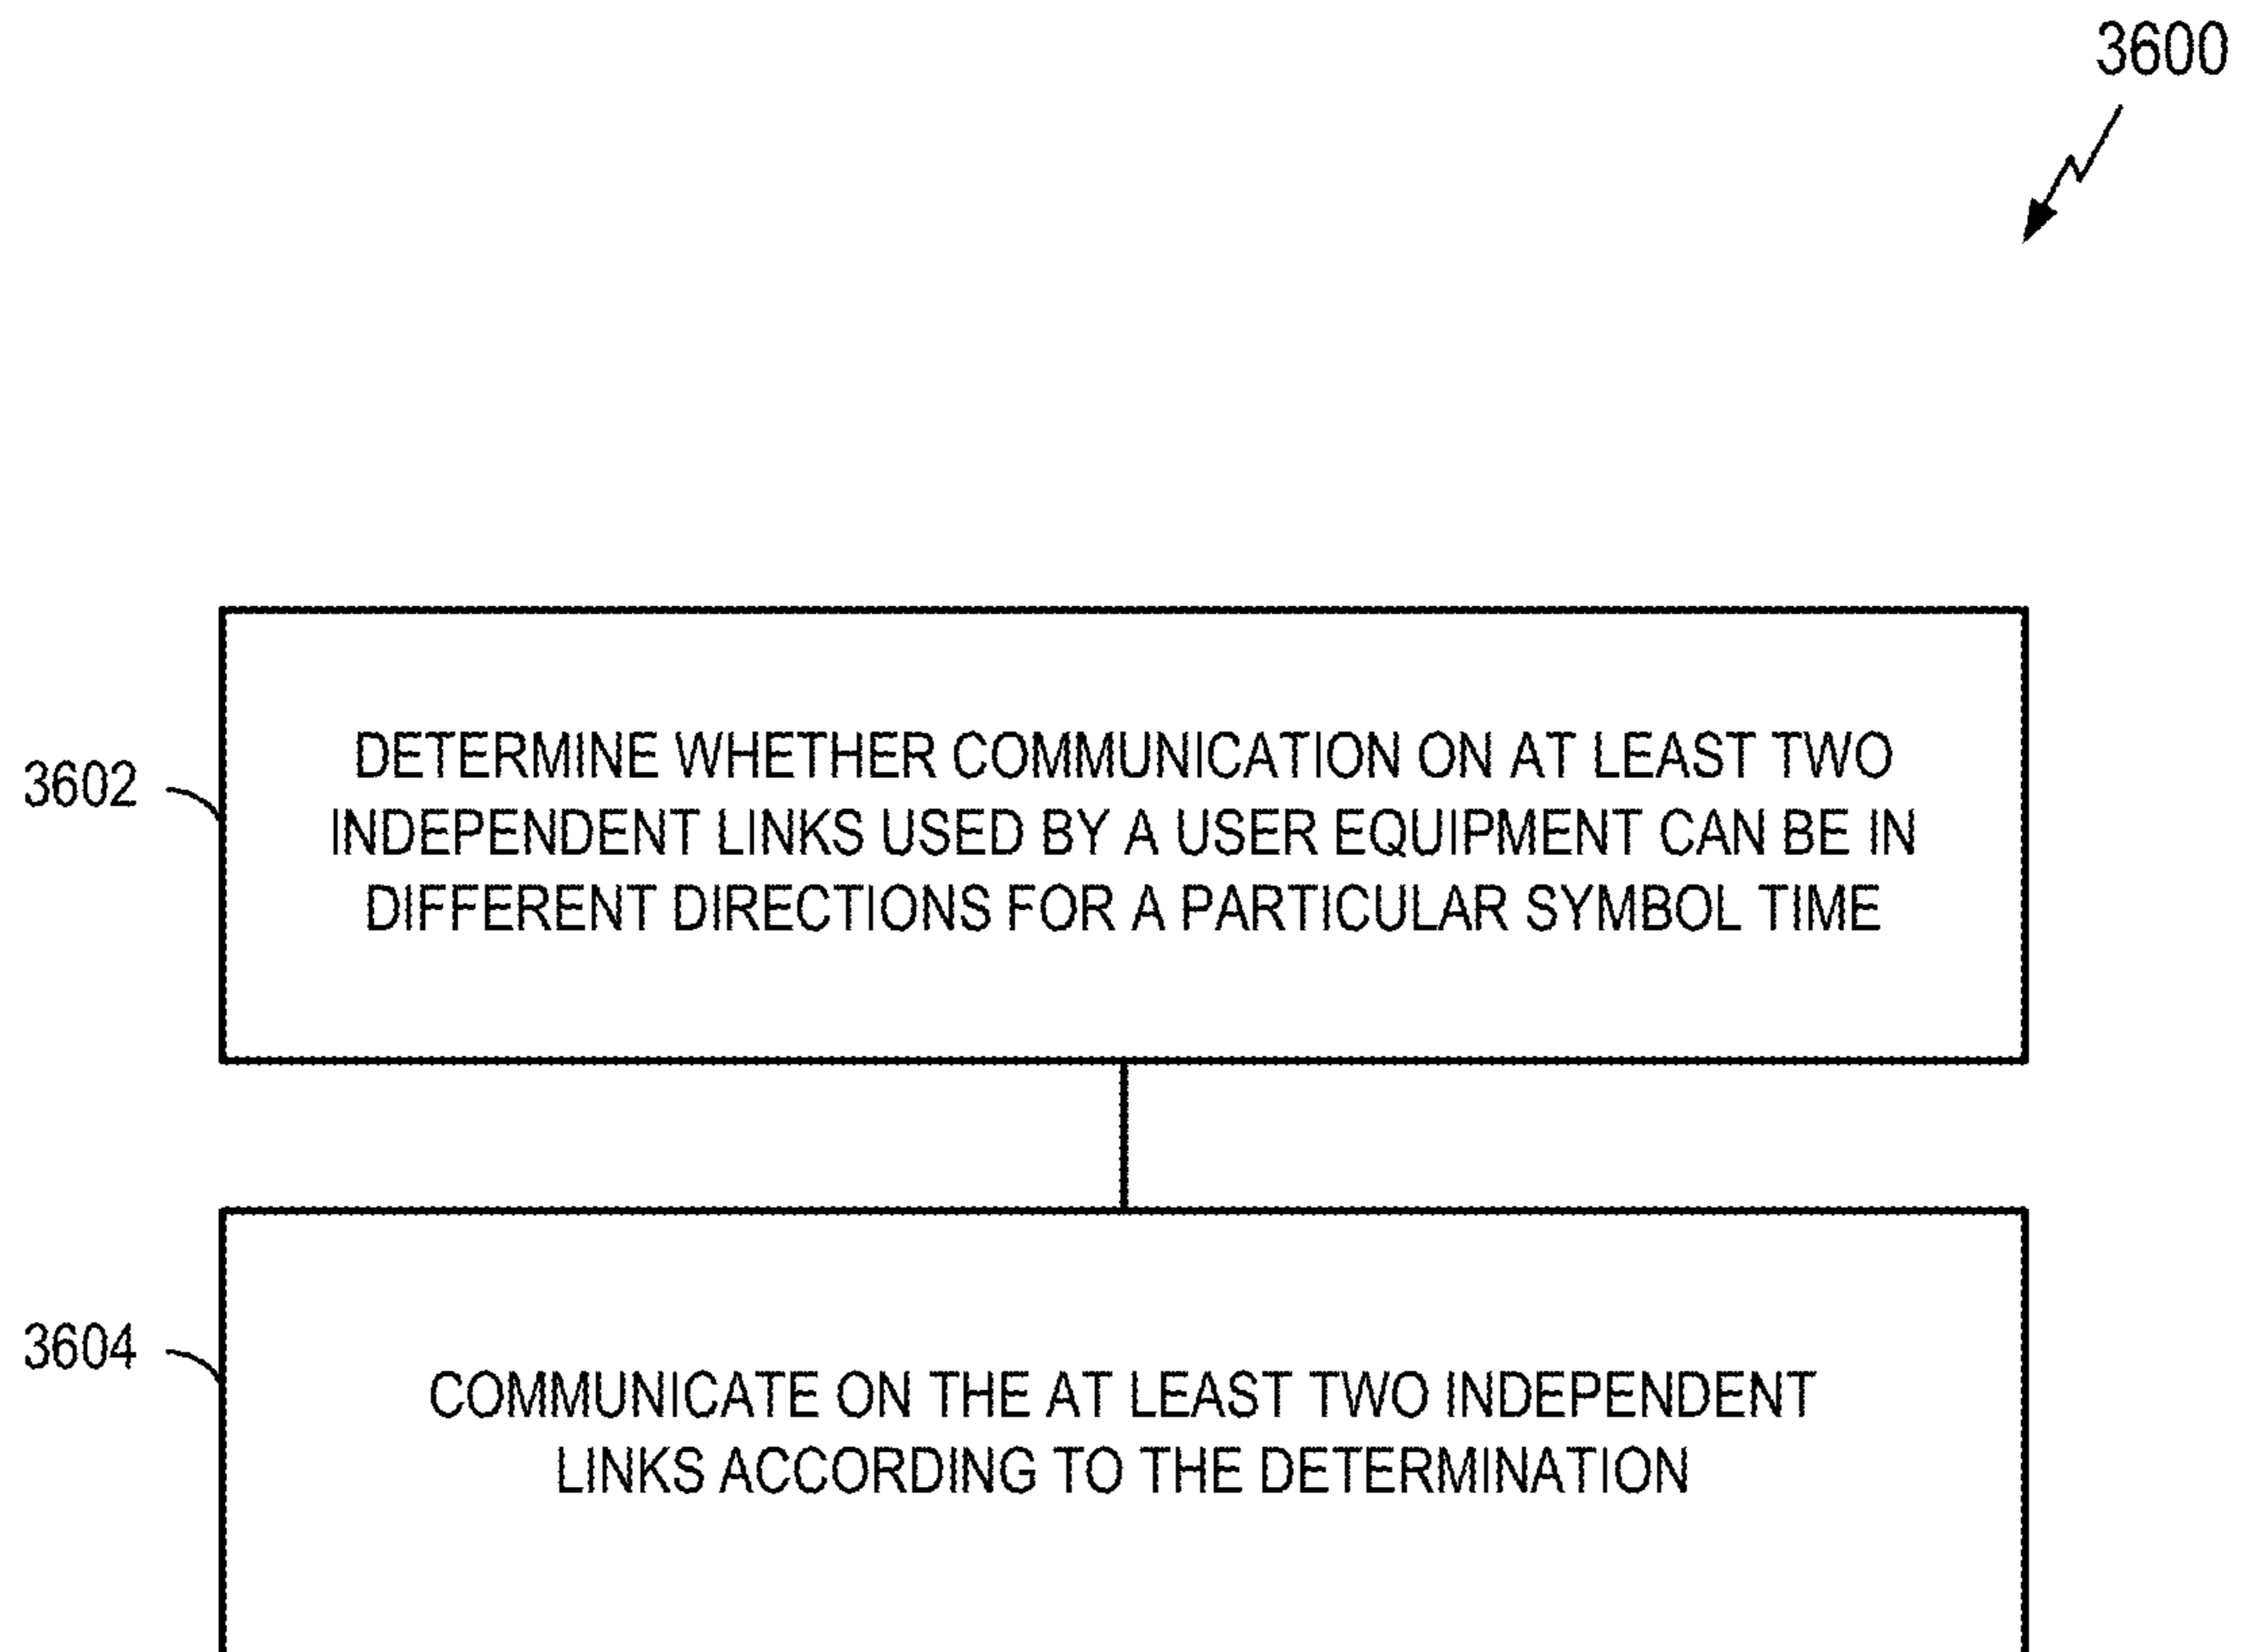 3600
3602
DETERMINE WHETHER COMMUNICATION ON AT LEAST TWO
INDEPENDENT LINKS USED BY A USER EQUIPMENT CAN BE IN
DIFFERENT DIRECTIONS FOR A PARTICULAR SYMBOL TIME
3604
COMMUNICATE ON THE AT LEAST TWO INDEPENDENT
LINKS ACCORDING TO THE DETERMINATION